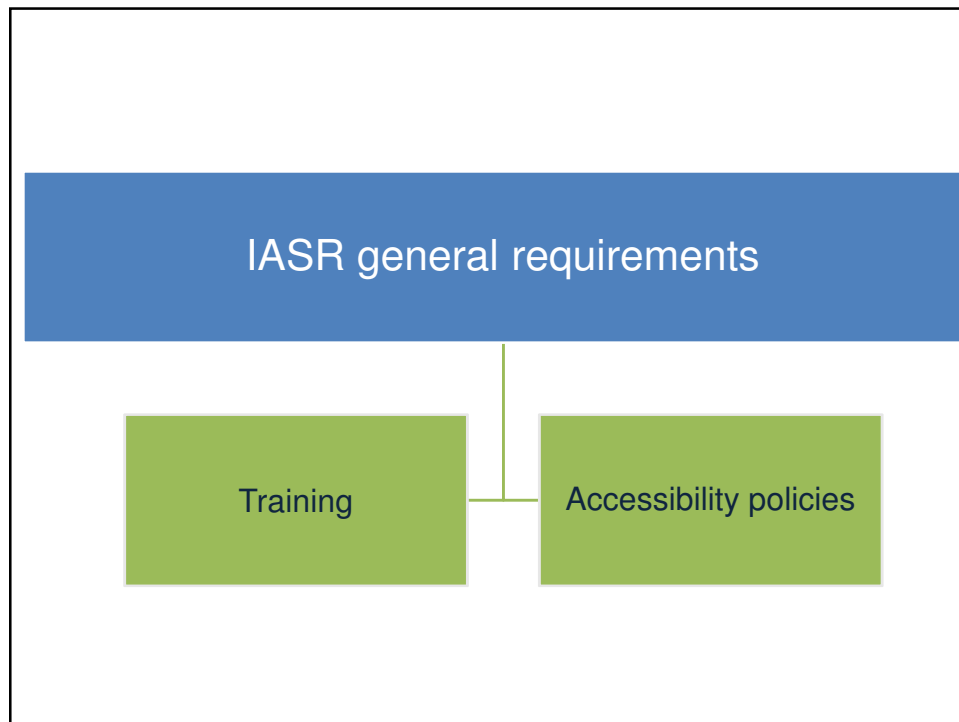 IASR general requirements
Training
Accessibility policies